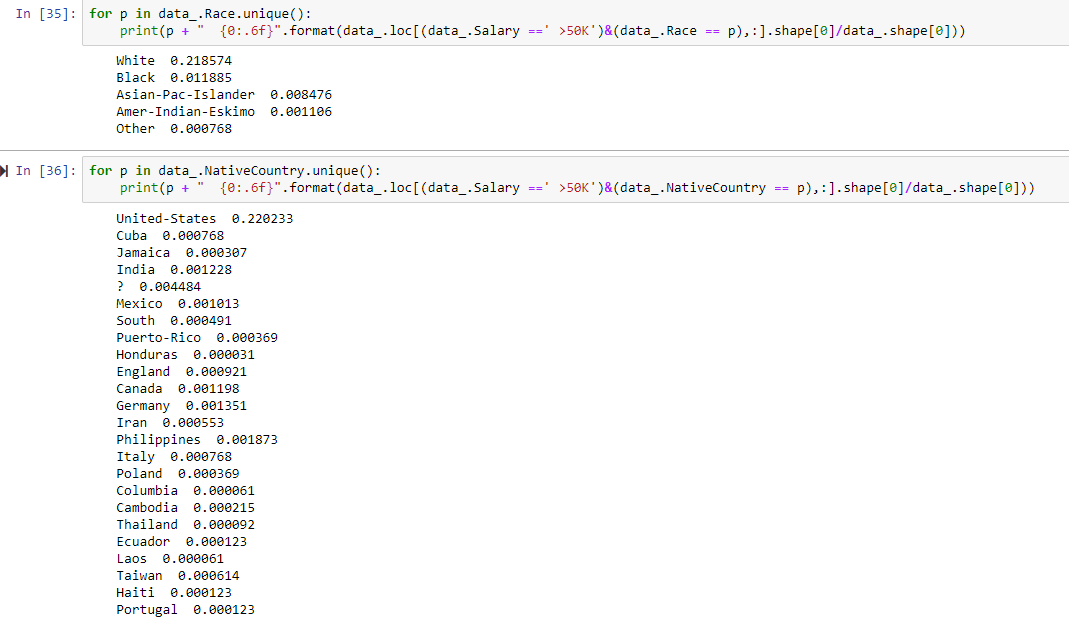 In [35]: for p in data_.Race.unique():
print(p + "  {0:.6f}".format(data_.loc[(data_.Salary ==' >50K')&(data_.Race == p),:].shape[0]/data_.shape[0]))
White  0.218574
Black  0.011885
Asian-Pac-Islander  0.008476
Amer-Indian-Eskimo  0.001106
Other  0.000768
In [36]: for p in data_.NativeCountry.unique():
print(p + "  {0:.6f}".format(data_.loc[(data_.Salary ==' >50K')&(data_.NativeCountry == p),:].shape[0]/data_.shape[0]))
United-States  0.220233
Cuba  0.000768
Jamaica  0.000307
India  0.001228
?  0.004484
Mexico  0.001013
South  0.000491
Puerto-Rico  0.000369
Honduras  0.000031
England  0.000921
Canada  0.001198
Germany  0.001351
Iran  0.000553
Philippines  0.001873
Italy  0.000768
Poland  0.000369
Columbia  0.000061
Cambodia  0.000215
Thailand  0.000092
Ecuador  0.000123
Laos  0.000061
Taiwan  0.000614
Haiti  0.000123
Portugal  0.000123